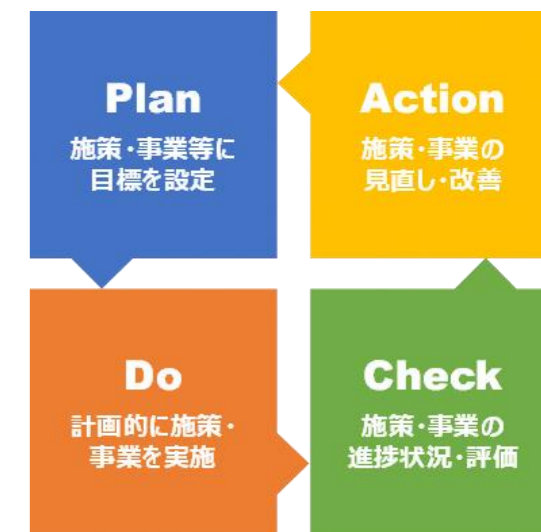 Plan
施策・事業等に
目標を設定
Action
施策・事業の
見直し・改善
Do
計画的に施策・
事業を実施
Check
施策・事業の
進捗状況・評価